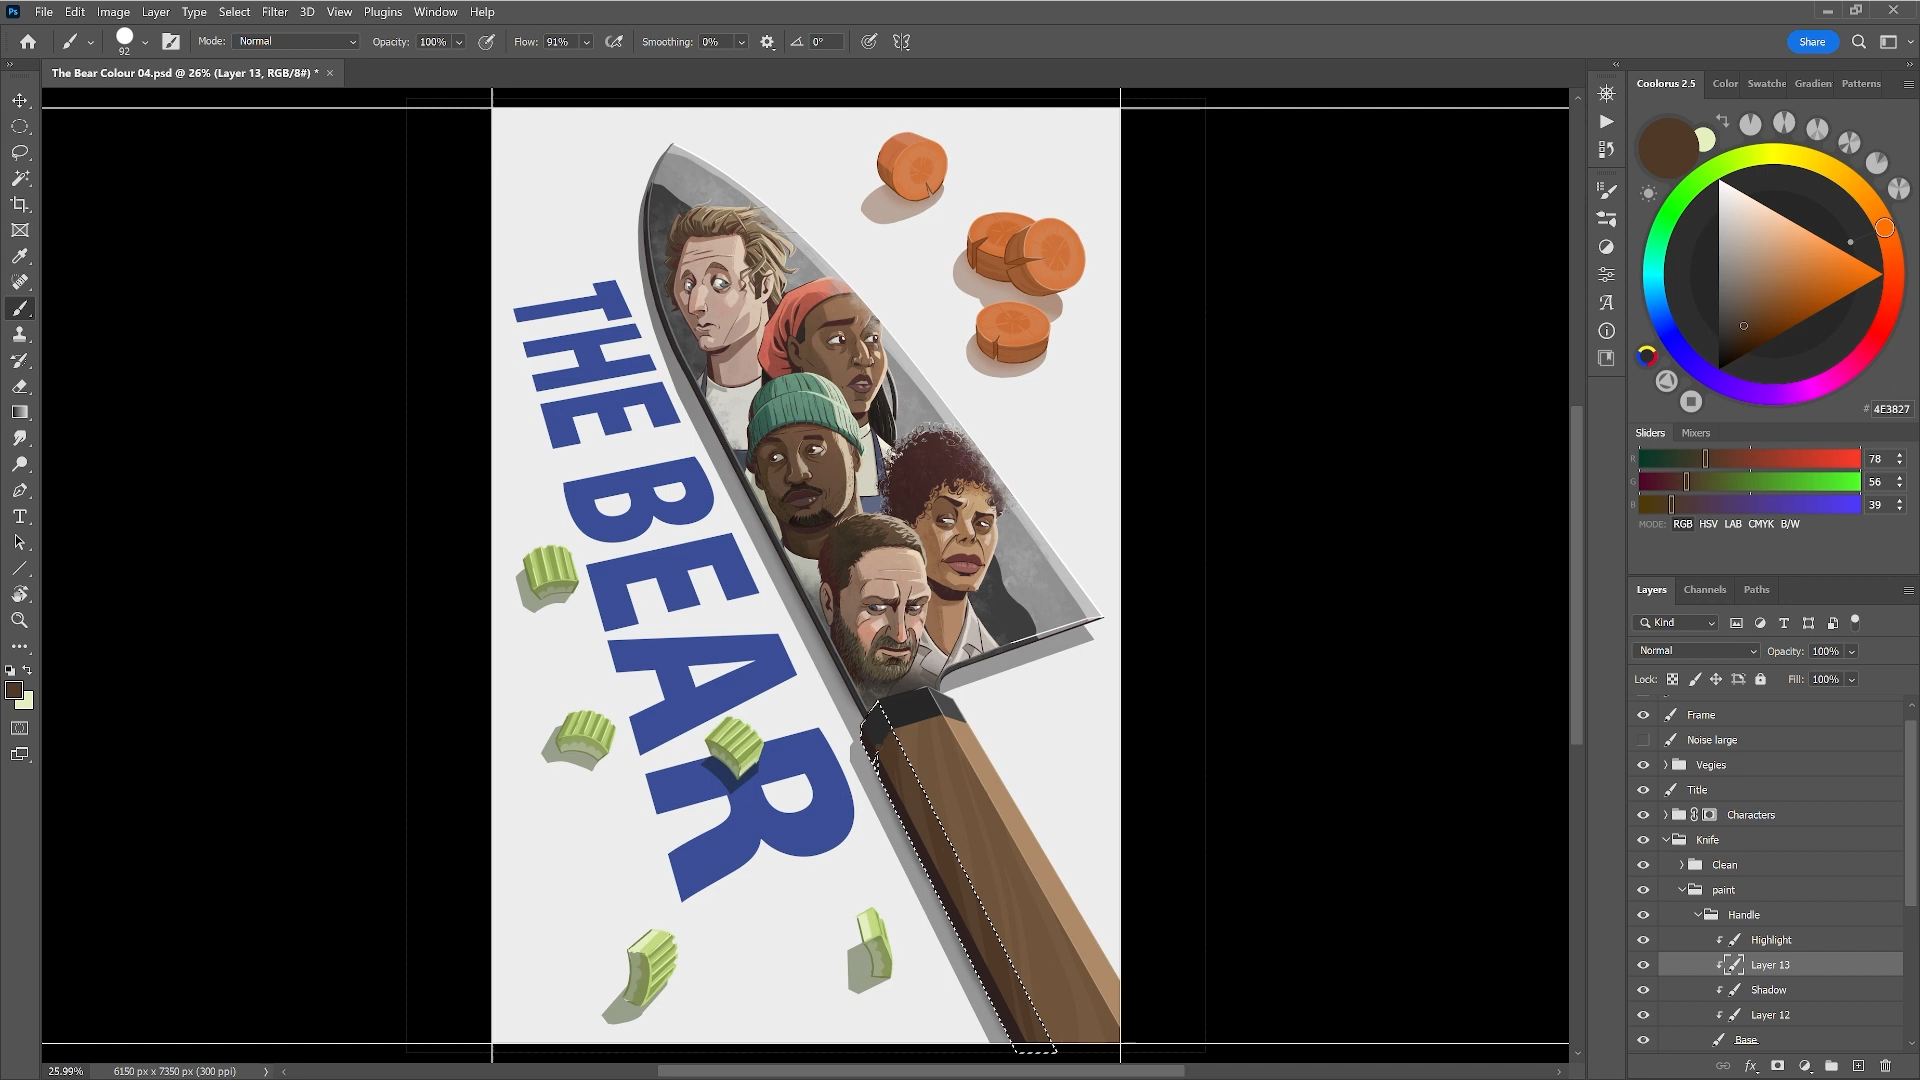 Ps File Edit Image Layer Type Select Filter 3D View Plugins Window Help
92 Mode: Normal Opacity: 100% Flow: 91% Smoothing: 0% 0° Share
The Bear Colour 04.psd @ 26% (Layer 13, RGB/8#) * ×
Coolorus 2.5 Color Swatche Gradien Patterns
THE BEAR
# 4E3827
Sliders Mixers
R 78
G 56
B 39
MODE: RGB HSV LAB CMYK B/W
Layers Channels Paths
Kind
Normal Opacity: 100%
Lock: Fill: 100%
Frame
Noise large
Vegies
Title
Characters
Knife
Clean
paint
Handle
Highlight
Layer 13
Shadow
Layer 12
Base
fx
25.99% 6150 px x 7350 px (300 ppi)